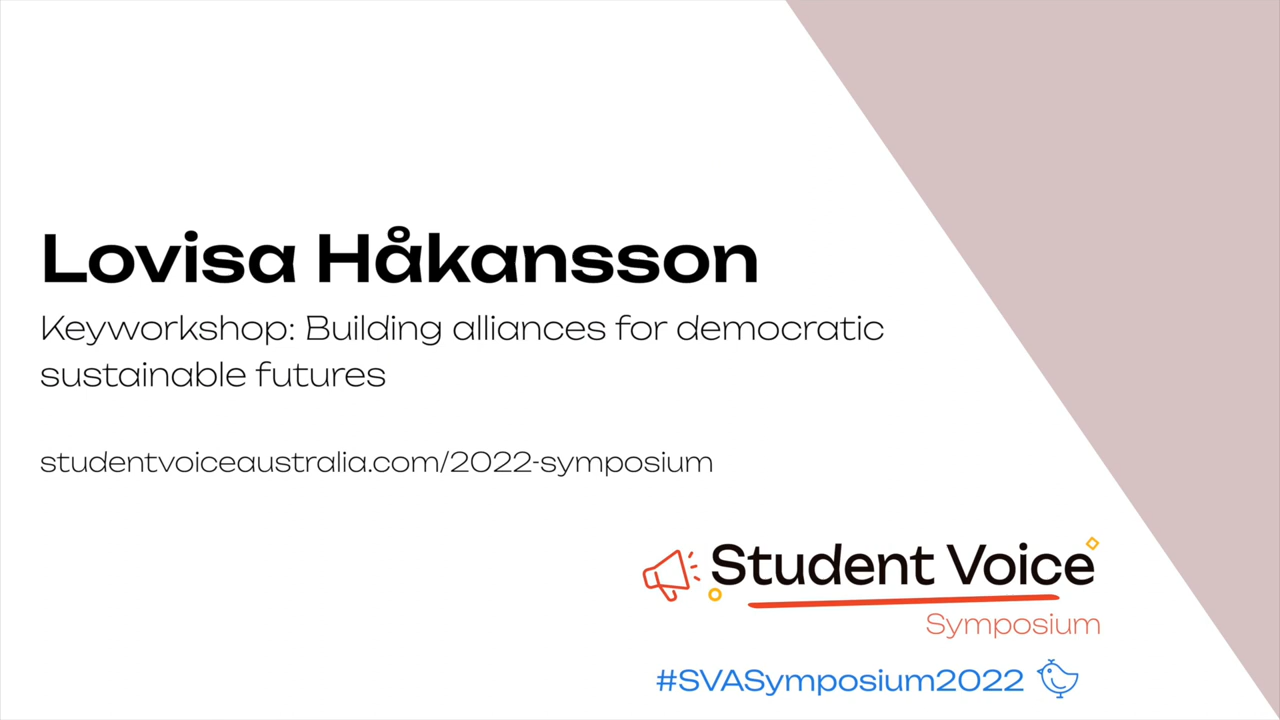 Lovisa Håkansson
Keyworkshop: Building alliances for democratic
sustainable futures
studentvoiceaustralia.com/2022-symposium
Student Voice
Symposium
#SVASymposium2022